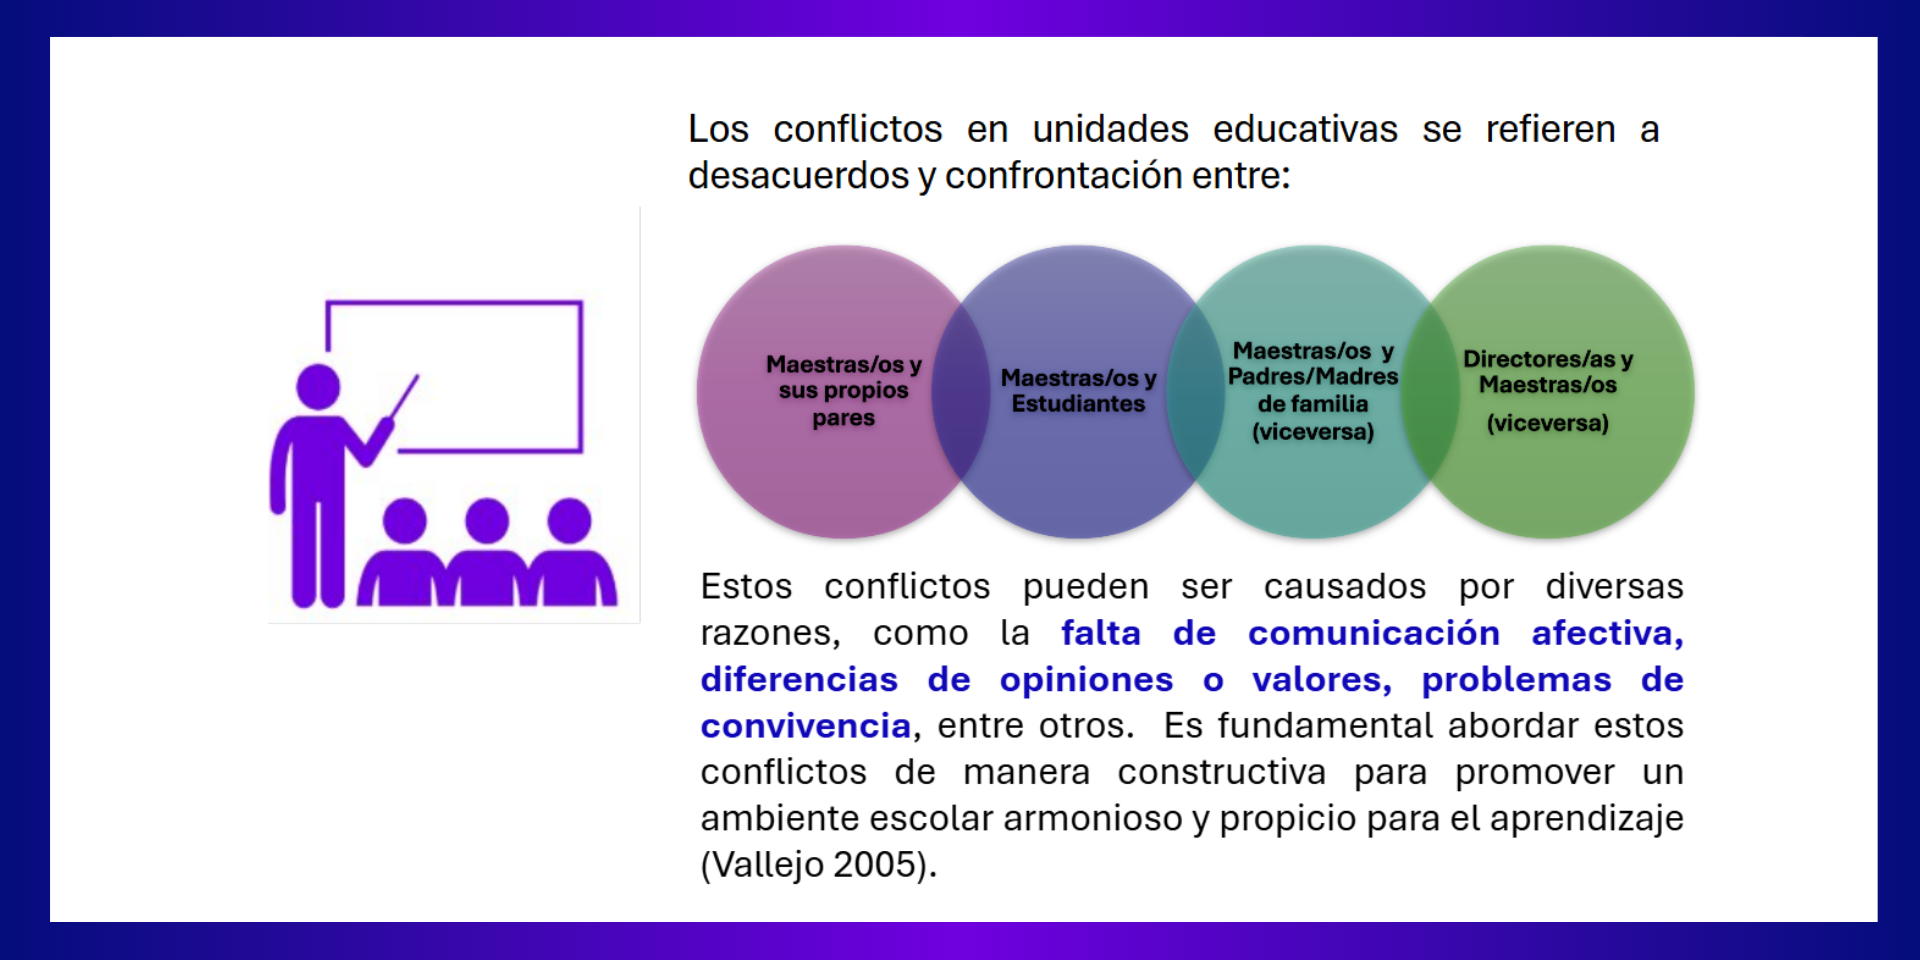 Los conflictos en unidades educativas se refieren a
desacuerdos y confrontación entre:
Maestras/os y
sus propios
pares
Maestras/os y
Estudiantes
Maestras/os y
Padres/Madres
de familia
(viceversa)
Directores/as y
Maestras/os
(viceversa)
Estos conflictos pueden ser causados por diversas
razones, como la falta de comunicación afectiva,
diferencias de opiniones o valores, problemas de
convivencia, entre otros. Es fundamental abordar estos
conflictos de manera constructiva para promover un
ambiente escolar armonioso y propicio para el aprendizaje
(Vallejo 2005).